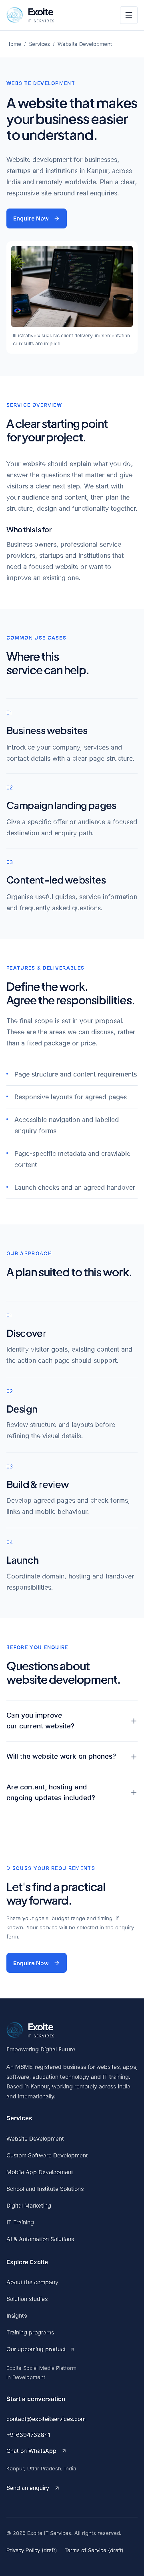 Exoite
IT SERVICES
Home / Services / Website Development
WEBSITE DEVELOPMENT
A website that makes
your business easier
to understand.
Website development for businesses,
startups and institutions in Kanpur, across
India and remotely worldwide. Plan a clear,
responsive site around real enquiries.
Enquire Now →
Illustrative visual. No client delivery, implementation
or results are implied.
SERVICE OVERVIEW
A clear starting point
for your project.
Your website should explain what you do,
answer the questions that matter and give
visitors a clear next step. We start with
your audience and content, then plan the
structure, design and functionality together.
Who this is for
Business owners, professional service
providers, startups and institutions that
need a focused website or want to
improve an existing one.
COMMON USE CASES
Where this
service can help.
01
Business websites
Introduce your company, services and
contact details with a clear page structure.
02
Campaign landing pages
Give a specific offer or audience a focused
destination and enquiry path.
03
Content-led websites
Organise useful guides, service information
and frequently asked questions.
FEATURES & DELIVERABLES
Define the work.
Agree the responsibilities.
The final scope is set in your proposal.
These are the areas we can discuss, rather
than a fixed package or price.
• Page structure and content requirements
• Responsive layouts for agreed pages
• Accessible navigation and labelled
enquiry forms
• Page-specific metadata and crawlable
content
• Launch checks and an agreed handover
OUR APPROACH
A plan suited to this work.
01
Discover
Identify visitor goals, existing content and
the action each page should support.
02
Design
Review structure and layouts before
refining the visual details.
03
Build & review
Develop agreed pages and check forms,
links and mobile behaviour.
04
Launch
Coordinate domain, hosting and handover
responsibilities.
BEFORE YOU ENQUIRE
Questions about
website development.
Can you improve
our current website? +
Will the website work on phones? +
Are content, hosting and
ongoing updates included? +
DISCUSS YOUR REQUIREMENTS
Let's find a practical
way forward.
Share your goals, budget range and timing, if
known. Your service will be selected in the enquiry
form.
Enquire Now →
Exoite
IT SERVICES
Empowering Digital Future
An MSME-registered business for websites, apps,
software, education technology and IT training.
Based in Kanpur, working remotely across India
and internationally.
Services
Website Development
Custom Software Development
Mobile App Development
School and Institute Solutions
Digital Marketing
IT Training
AI & Automation Solutions
Explore Exoite
About the company
Solution studies
Insights
Training programs
Our upcoming product ↗
Exoite Social Media Platform
In Development
Start a conversation
contact@exoiteitservices.com
+916394732841
Chat on WhatsApp ↗
Kanpur, Uttar Pradesh, India
Send an enquiry ↗
© 2026 Exoite IT Services. All rights reserved.
Privacy Policy (draft) Terms of Service (draft)